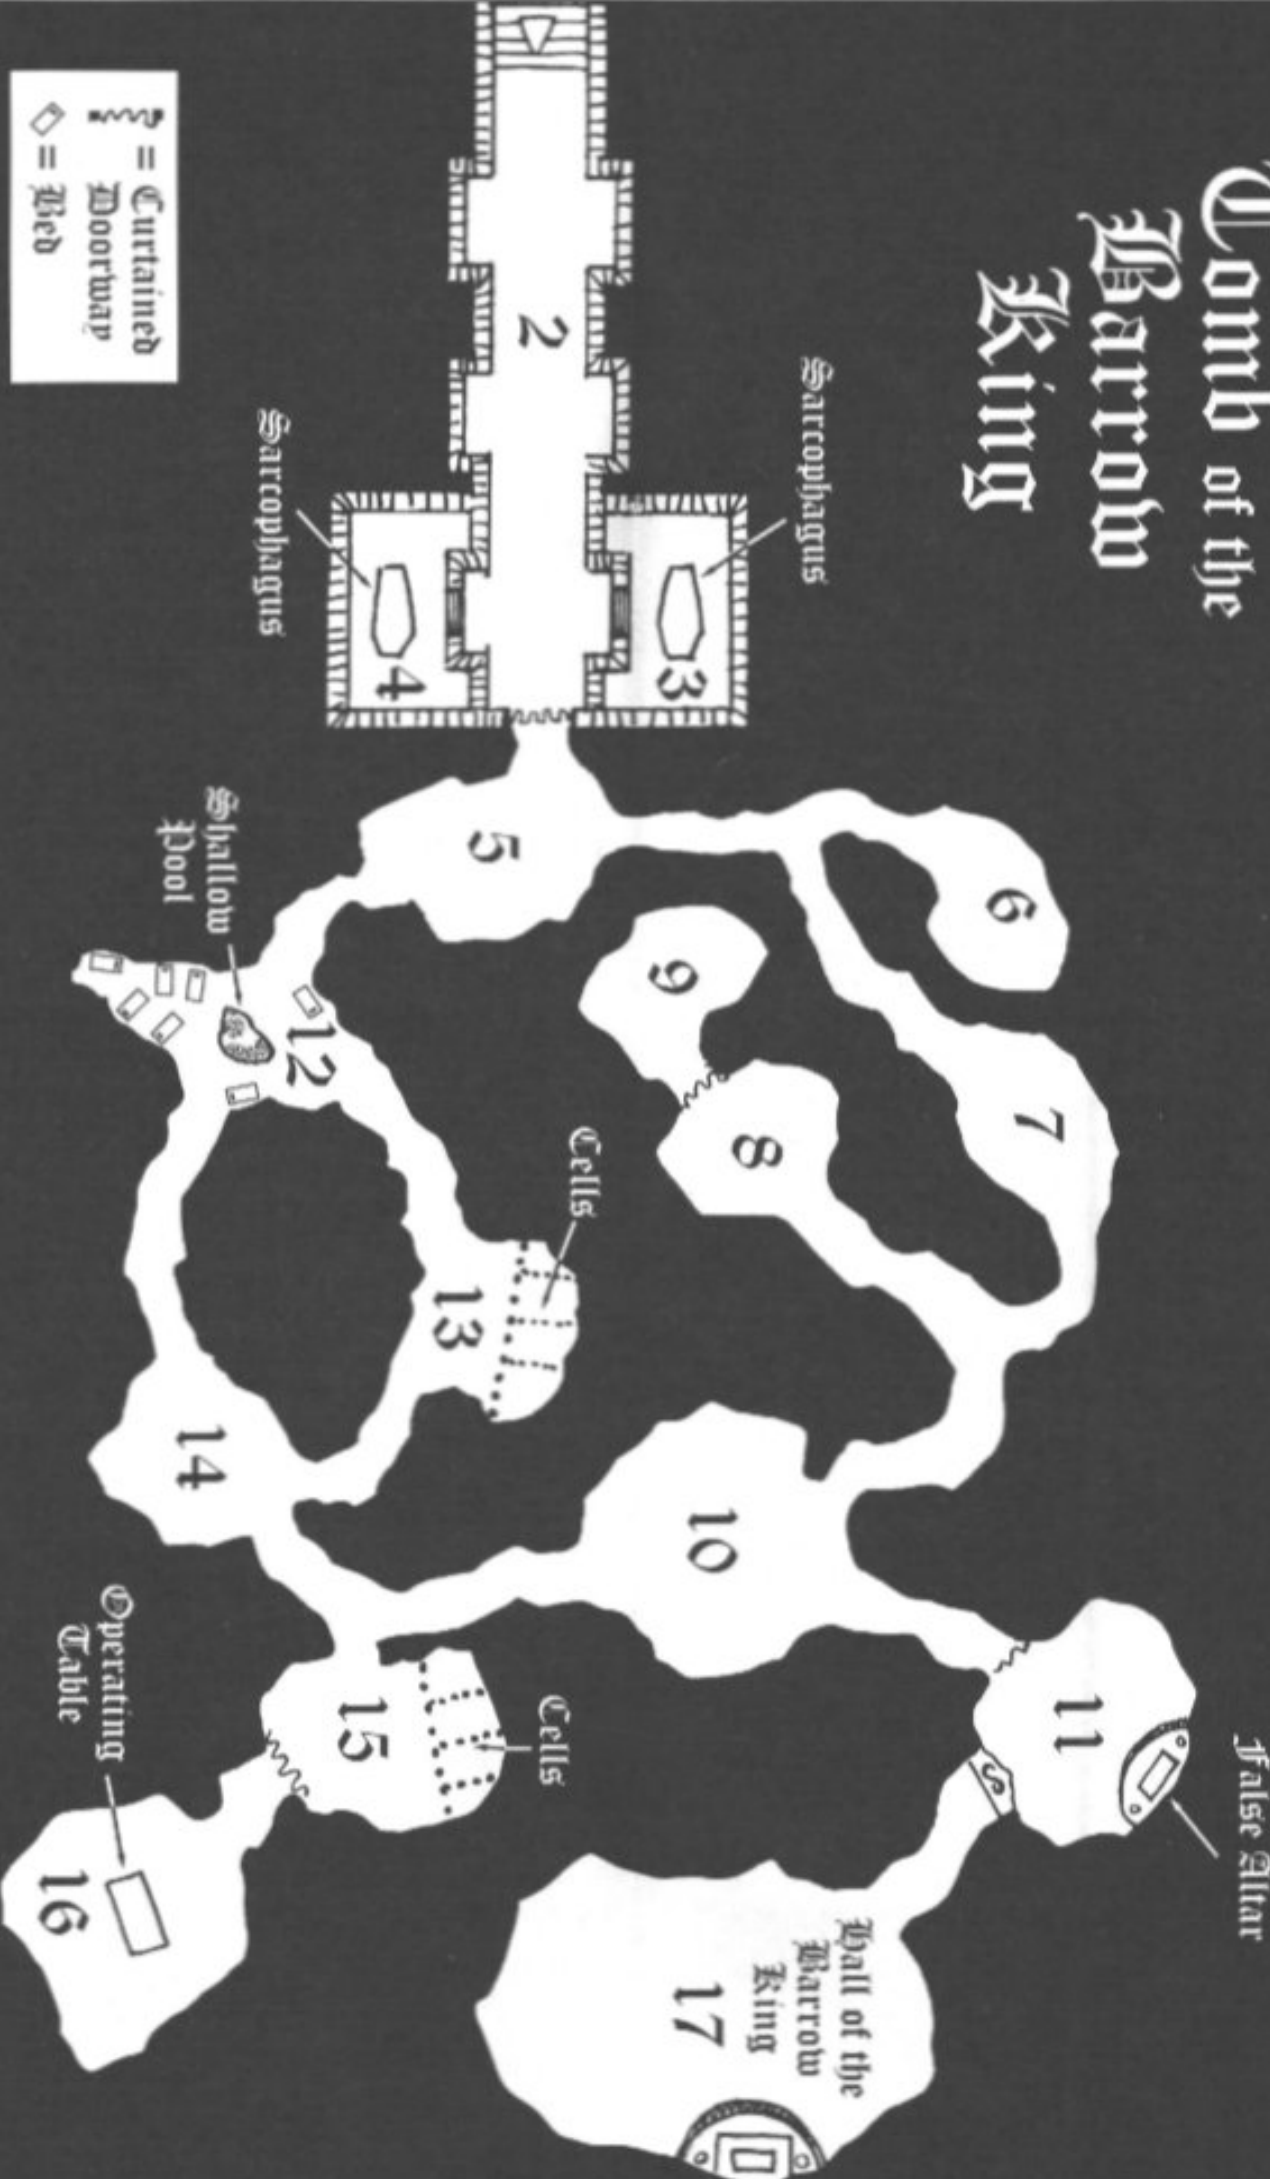 Tomb of the
Barrow
King
= Curtained
Doorway
= Bed
2
Sarcophagus
3
Sarcophagus
4
5
6
7
8
9
Shallow
Pool
12
Cells
13
10
14
False Altar
11
S
Cells
15
Operating
Table
16
Hall of the
Barrow
King
17